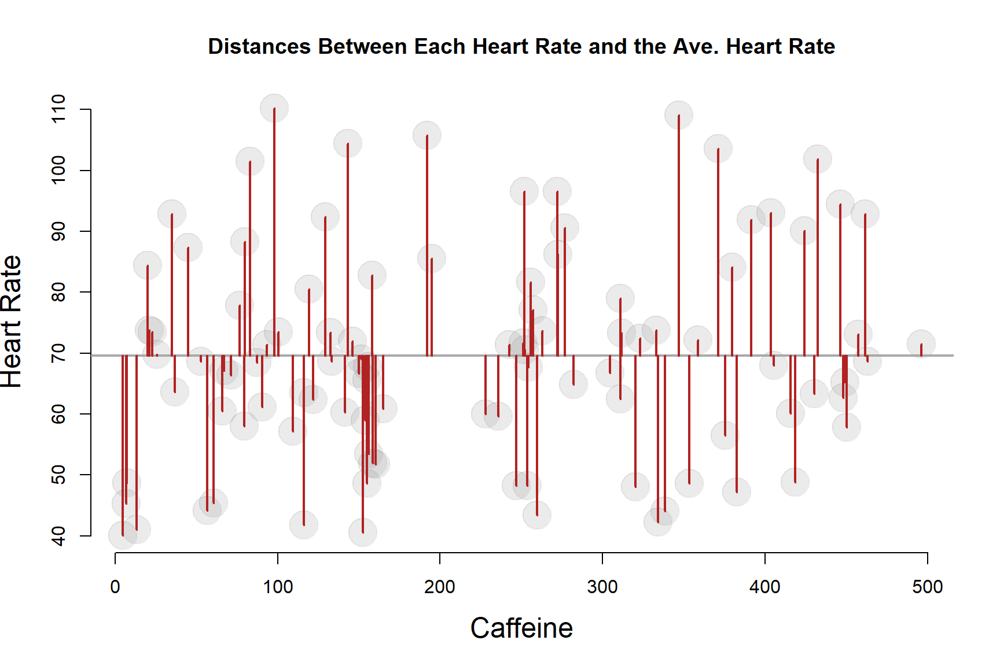 Distances Between Each Heart Rate and the Ave. Heart Rate
Heart Rate
110
100
90
80
70
60
50
40
0 100 200 300 400 500
Caffeine